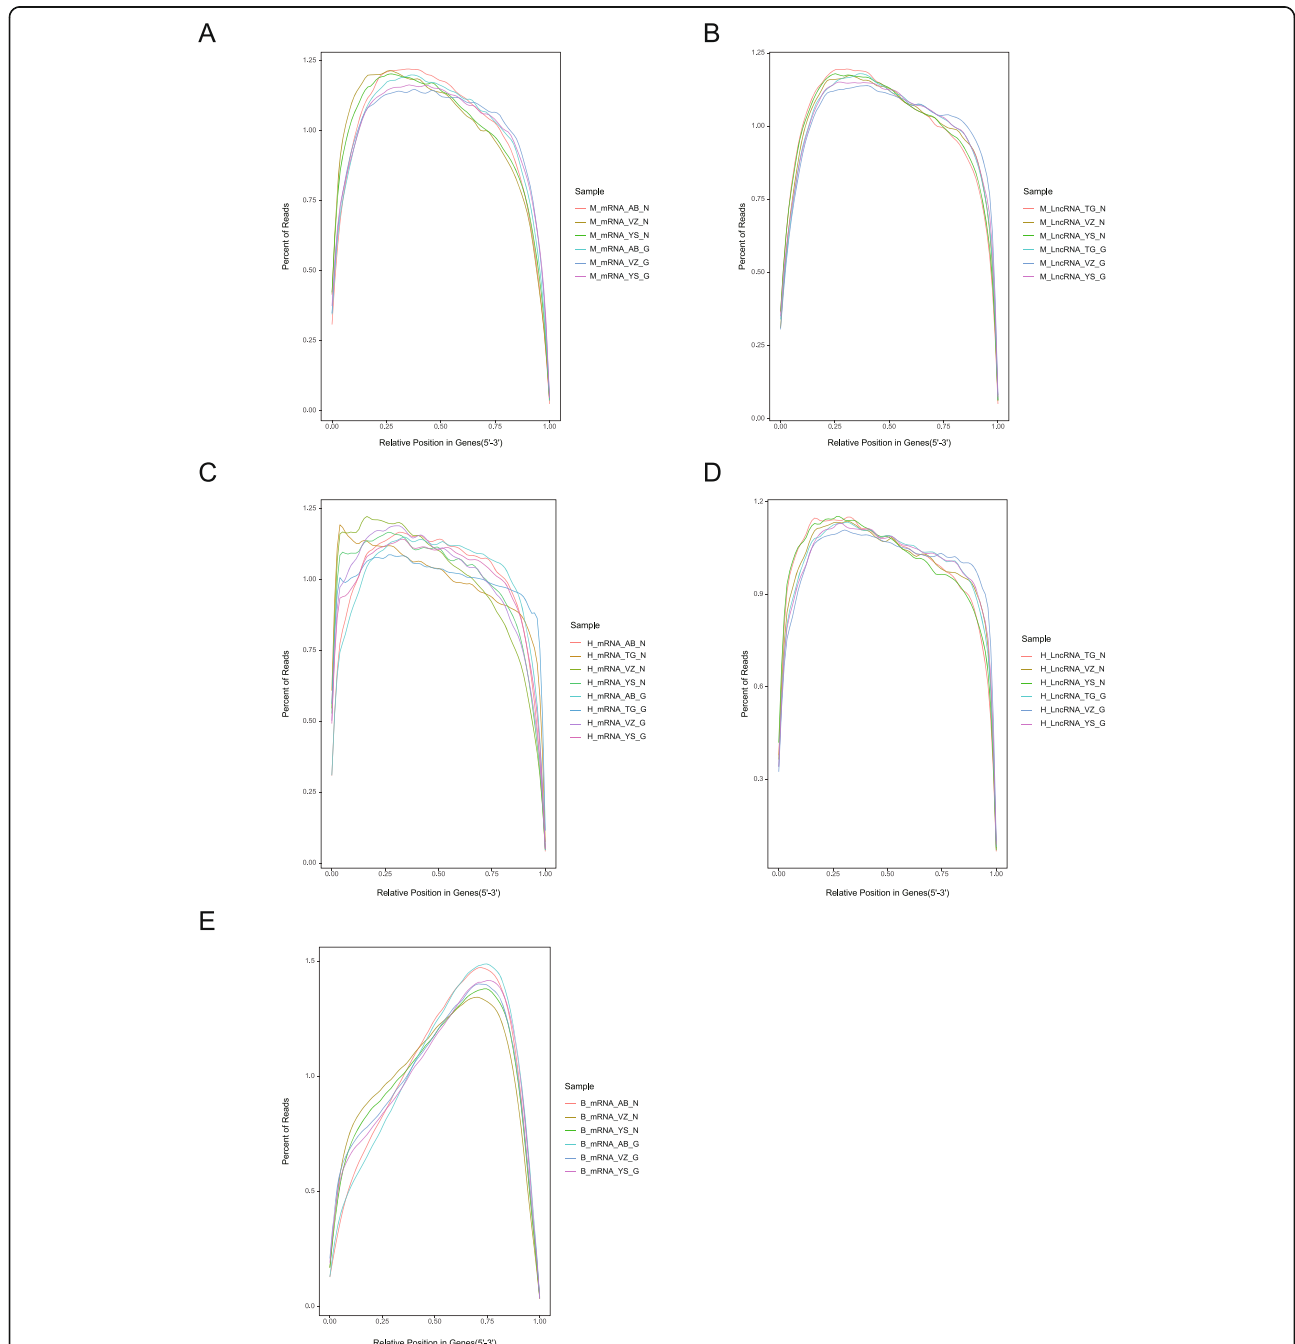 A
1.25
1.00
0.75
0.50
0.25
0.00
Percent of Reads
0.00 0.25 0.50 0.75 1.00
Relative Position in Genes(5'-3')
Sample
M_mRNA_AB_N
M_mRNA_VZ_N
M_mRNA_YS_N
M_mRNA_AB_G
M_mRNA_VZ_G
M_mRNA_YS_G
B
1.25
1.00
0.75
0.50
0.25
0.00
Percent of Reads
0.00 0.25 0.50 0.75 1.00
Relative Position in Genes(5'-3')
Sample
M_LncRNA_TG_N
M_LncRNA_VZ_N
M_LncRNA_YS_N
M_LncRNA_TG_G
M_LncRNA_VZ_G
M_LncRNA_YS_G
C
1.25
1.00
0.75
0.50
0.25
0.00
Percent of Reads
0.00 0.25 0.50 0.75 1.00
Relative Position in Genes(5'-3')
Sample
H_mRNA_AB_N
H_mRNA_TG_N
H_mRNA_VZ_N
H_mRNA_YS_N
H_mRNA_AB_G
H_mRNA_TG_G
H_mRNA_VZ_G
H_mRNA_YS_G
D
1.2
0.9
0.6
0.3
Percent of Reads
0.00 0.25 0.50 0.75 1.00
Relative Position in Genes(5'-3')
Sample
H_LncRNA_TG_N
H_LncRNA_VZ_N
H_LncRNA_YS_N
H_LncRNA_TG_G
H_LncRNA_VZ_G
H_LncRNA_YS_G
E
1.5
1.0
0.5
0.0
Percent of Reads
0.00 0.25 0.50 0.75 1.00
Relative Position in Genes(5'-3')
Sample
B_mRNA_AB_N
B_mRNA_VZ_N
B_mRNA_YS_N
B_mRNA_AB_G
B_mRNA_VZ_G
B_mRNA_YS_G